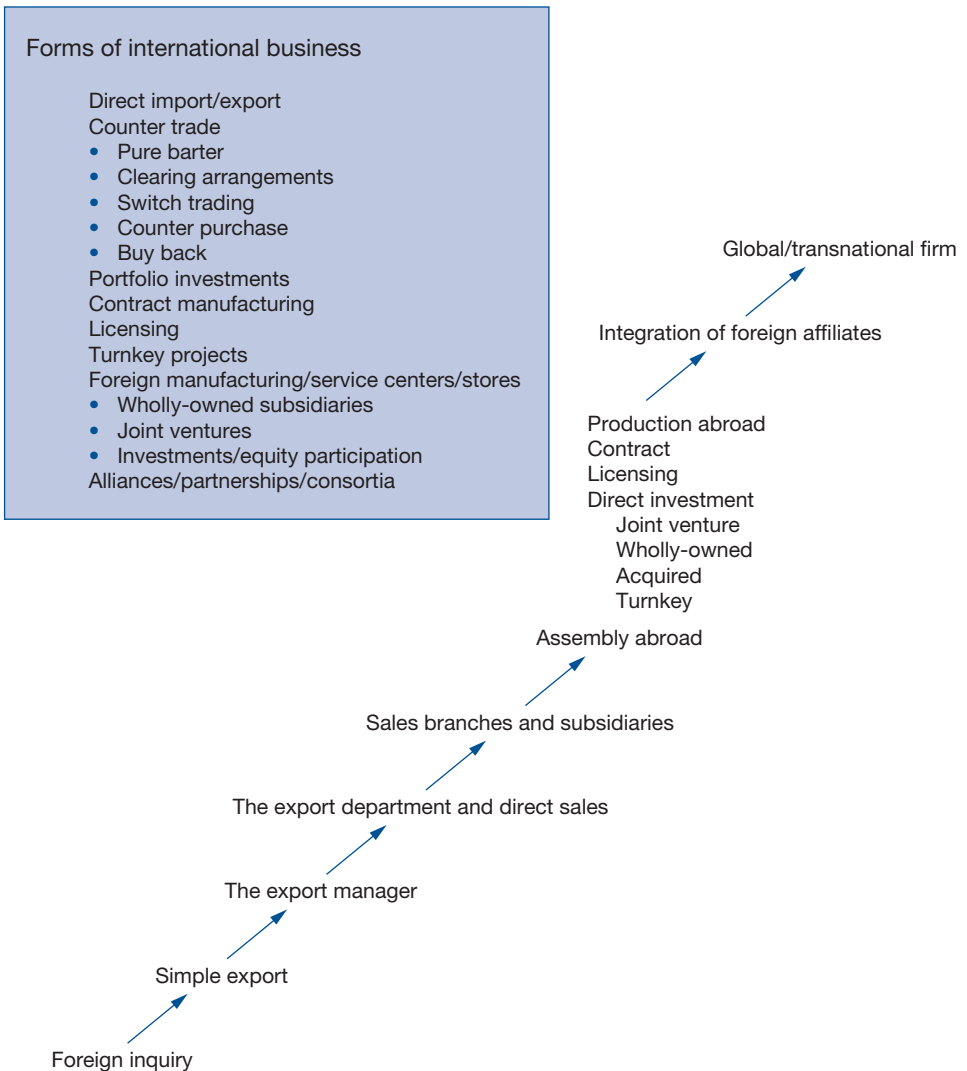 Forms of international business
Direct import/export
Counter trade
• Pure barter
• Clearing arrangements
• Switch trading
• Counter purchase
• Buy back
Portfolio investments
Contract manufacturing
Licensing
Turnkey projects
Foreign manufacturing/service centers/stores
• Wholly-owned subsidiaries
• Joint ventures
• Investments/equity participation
Alliances/partnerships/consortia
Global/transnational firm
Integration of foreign affiliates
Production abroad
Contract
Licensing
Direct investment
Joint venture
Wholly-owned
Acquired
Turnkey
Assembly abroad
Sales branches and subsidiaries
The export department and direct sales
The export manager
Simple export
Foreign inquiry